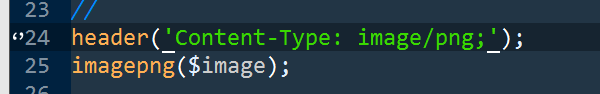 23 //
24 header('Content-Type: image/png;');
25 imagepng($image);